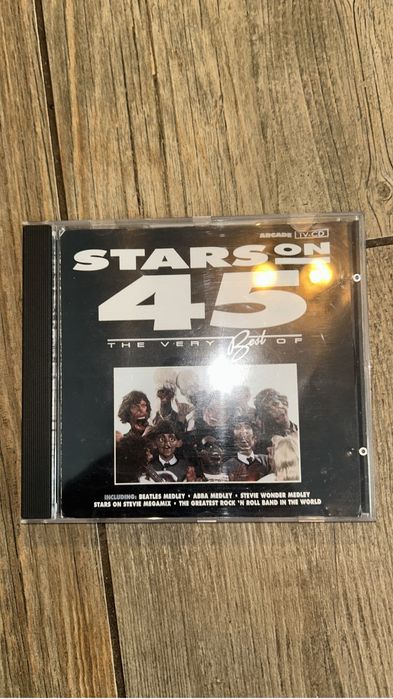 ARCADE TV-CD
STARS ON
45
THE VERY Best OF
INCLUDING: BEATLES MEDLEY • ABBA MEDLEY • STEVIE WONDER MEDLEY
STARS ON STEVIE MEGAMIX • THE GREATEST ROCK 'N ROLL BAND IN THE WORLD